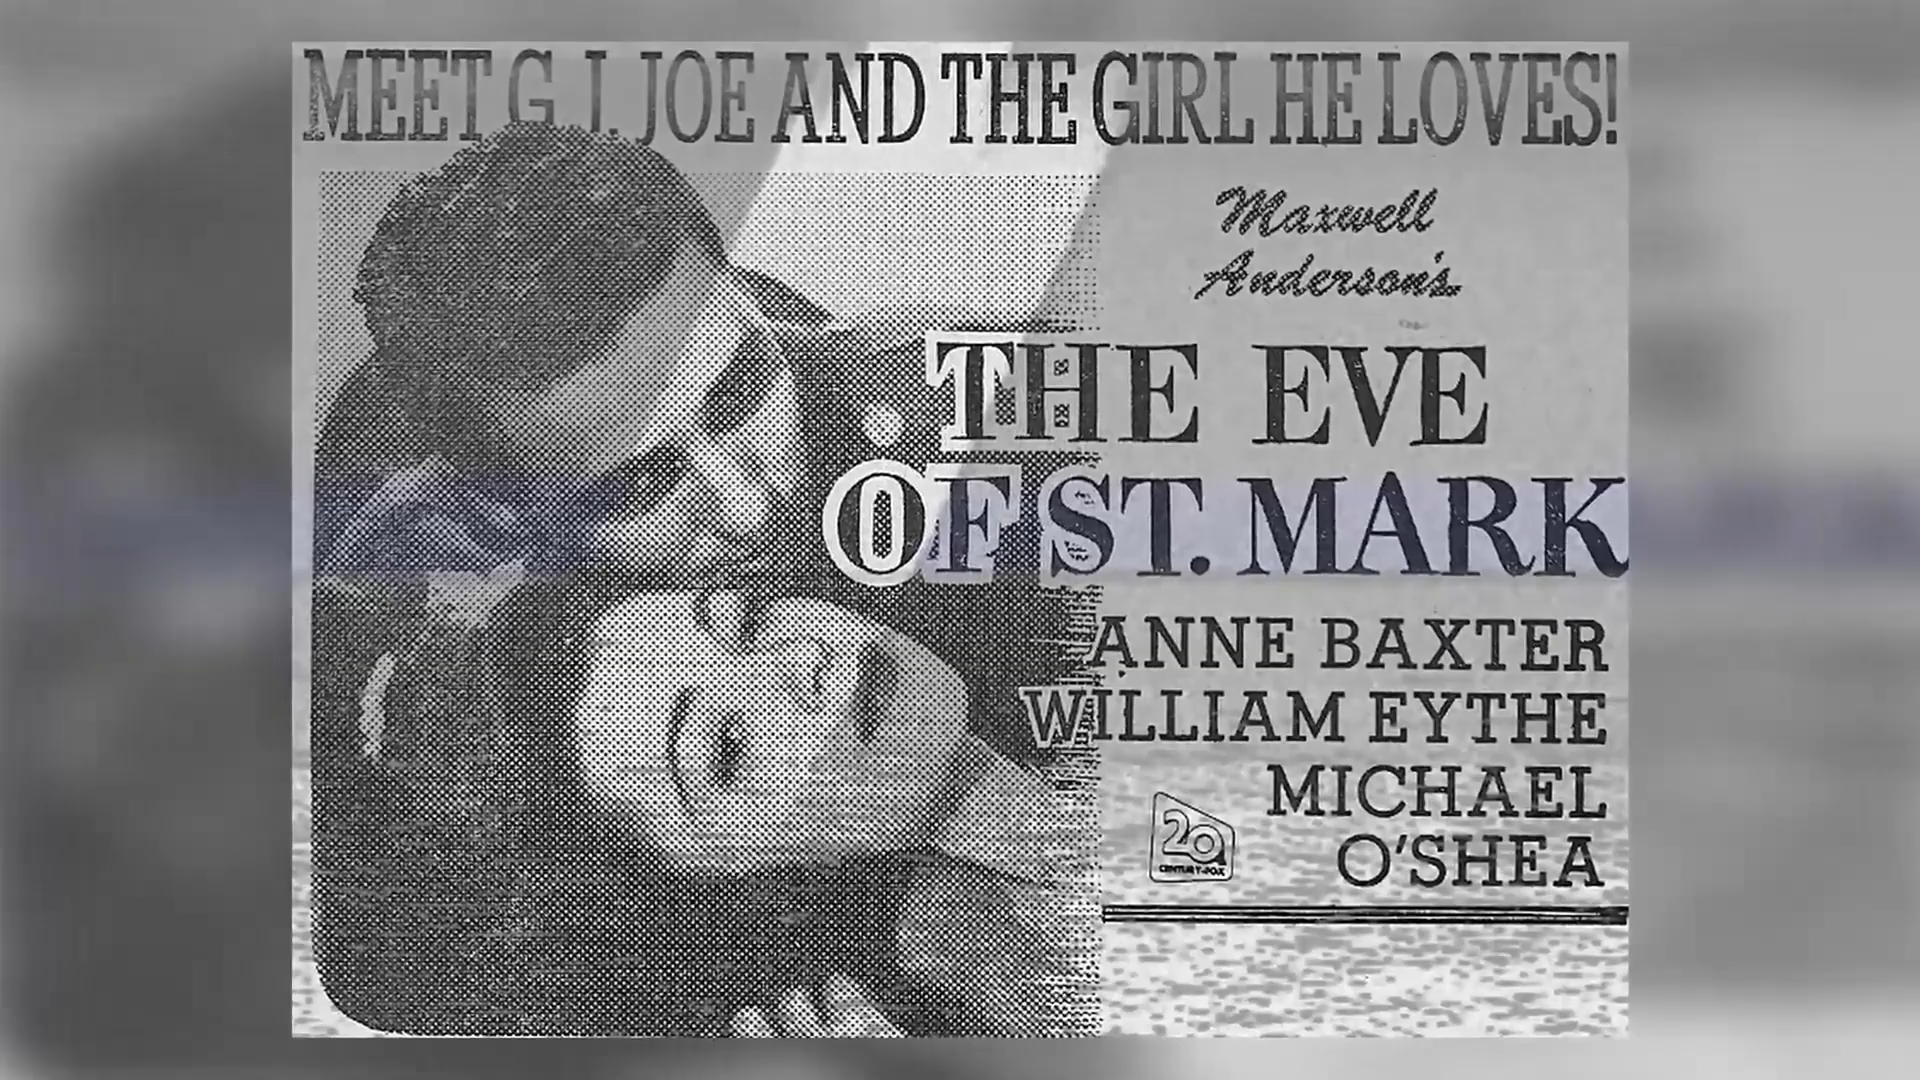 MEET G.I. JOE AND THE GIRL HE LOVES!
Maxwell
Anderson's
THE EVE
OF ST. MARK
ANNE BAXTER
WILLIAM EYTHE
MICHAEL
O'SHEA
20
CENTURY-FOX